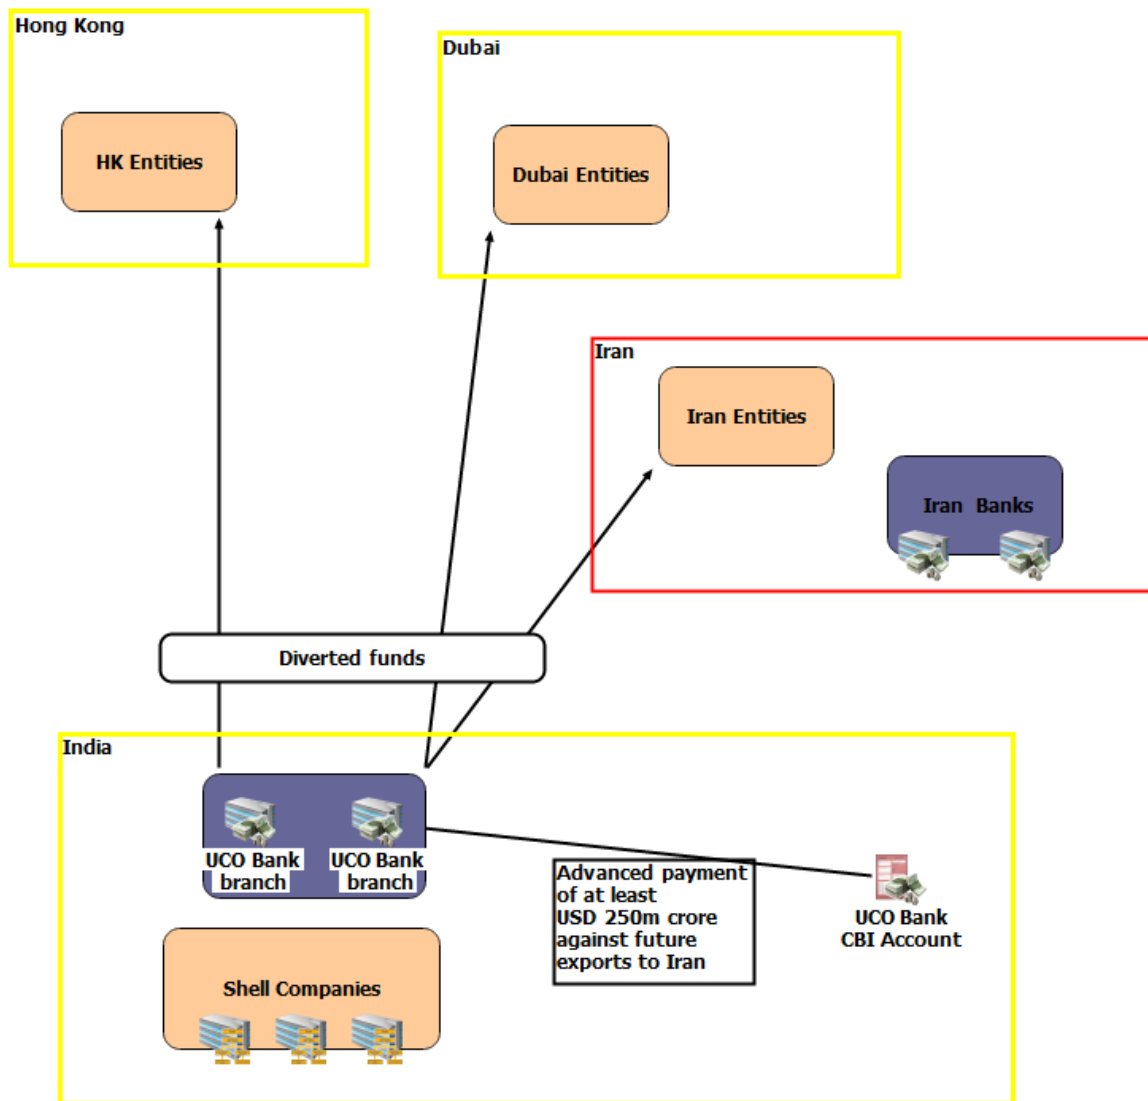 Hong Kong
Dubai
HK Entities
Dubai Entities
Iran
Iran Entities
Iran Banks
Diverted funds
India
UCO Bank
branch
UCO Bank
branch
Advanced payment
of at least
USD 250m crore
against future
exports to Iran
UCO Bank
CBI Account
Shell Companies